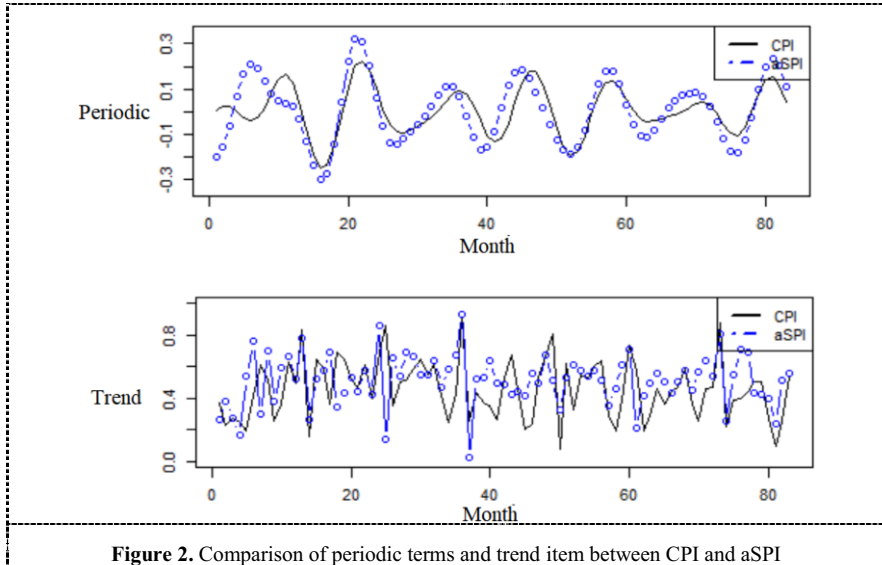 0.3
0.1
-0.1
-0.3
Periodic
CPI
aSPI
0
20
40
60
80
Month
0.8
0.4
0.0
Trend
CPI
aSPI
0
20
40
60
80
Month
Figure 2. Comparison of periodic terms and trend item between CPI and aSPI